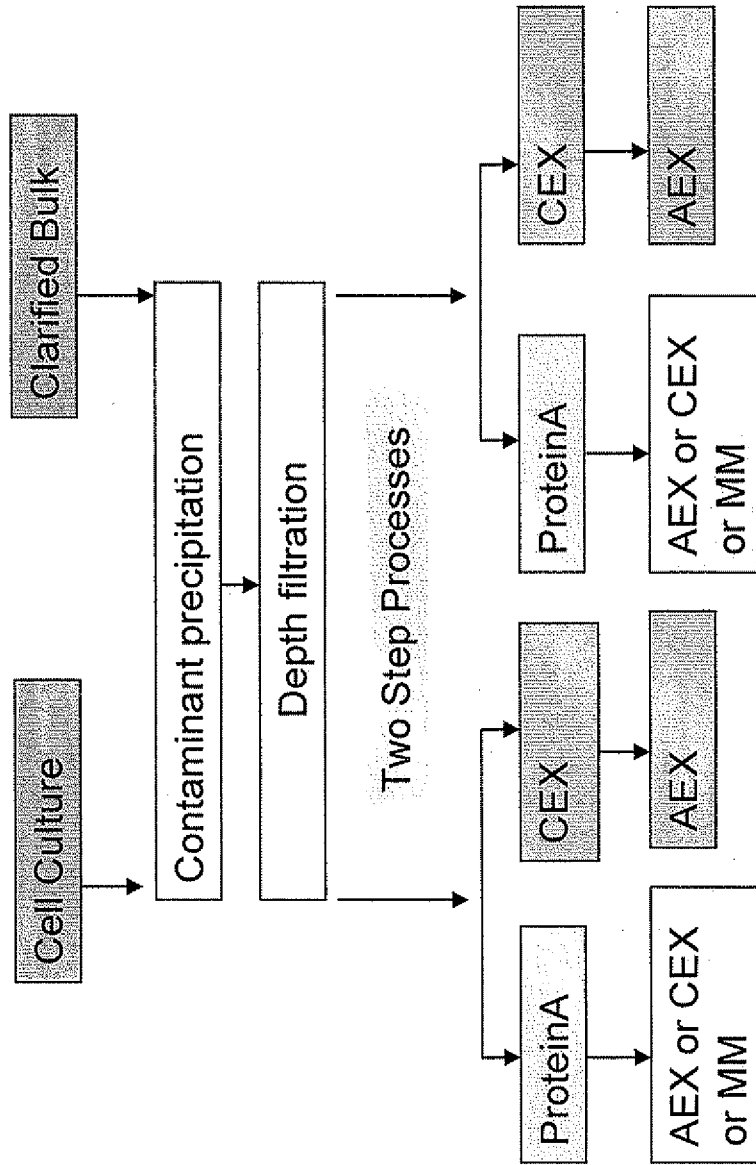 Cell Culture
Clarified Bulk
Contaminant precipitation
Depth filtration
Two Step Processes
ProteinA
CEX
ProteinA
CEX
AEX or CEX
or MM
AEX
AEX or CEX
or MM
AEX